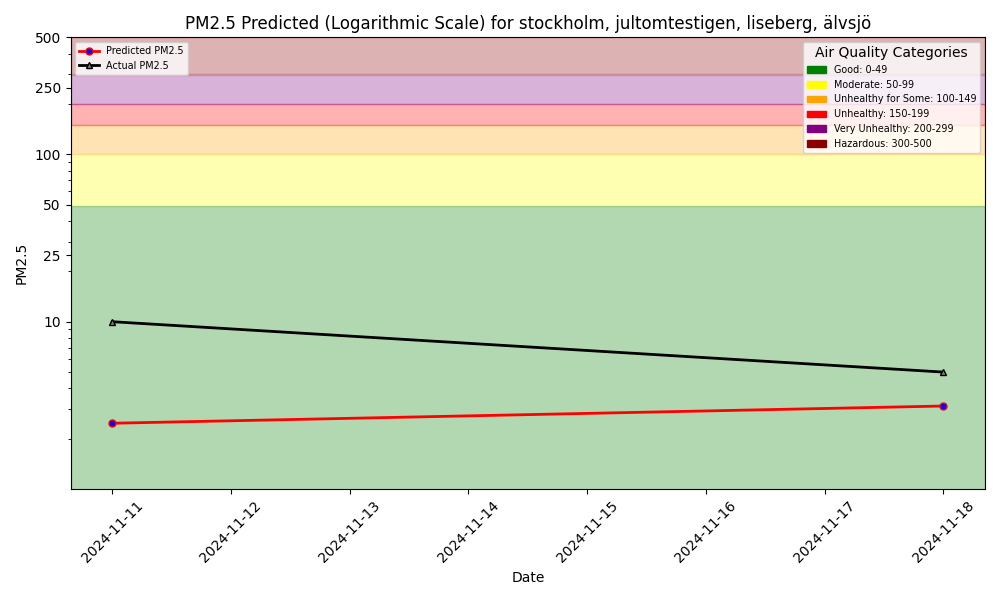 PM2.5 Predicted (Logarithmic Scale) for stockholm, jultomtestigen, liseberg, älvsjö
Predicted PM2.5
Actual PM2.5
Air Quality Categories
Good: 0-49
Moderate: 50-99
Unhealthy for Some: 100-149
Unhealthy: 150-199
Very Unhealthy: 200-299
Hazardous: 300-500
PM2.5
500
250
100
50
25
10
2024-11-11
2024-11-12
2024-11-13
2024-11-14
2024-11-15
2024-11-16
2024-11-17
2024-11-18
Date